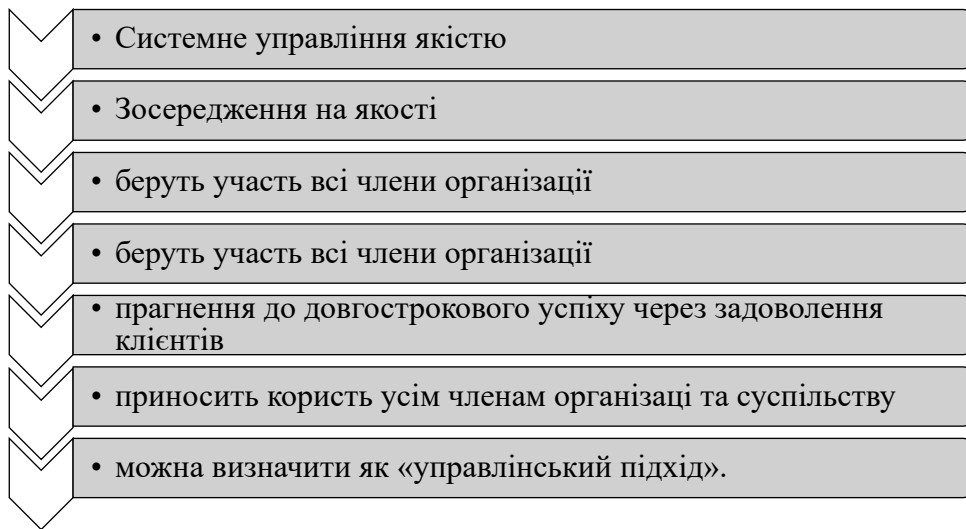 • Системне управління якістю
• Зосередження на якості
• беруть участь всі члени організації
• беруть участь всі члени організації
• прагнення до довгострокового успіху через задоволення
клієнтів
• приносить користь усім членам організаці та суспільству
• можна визначити як «управлінський підхід».